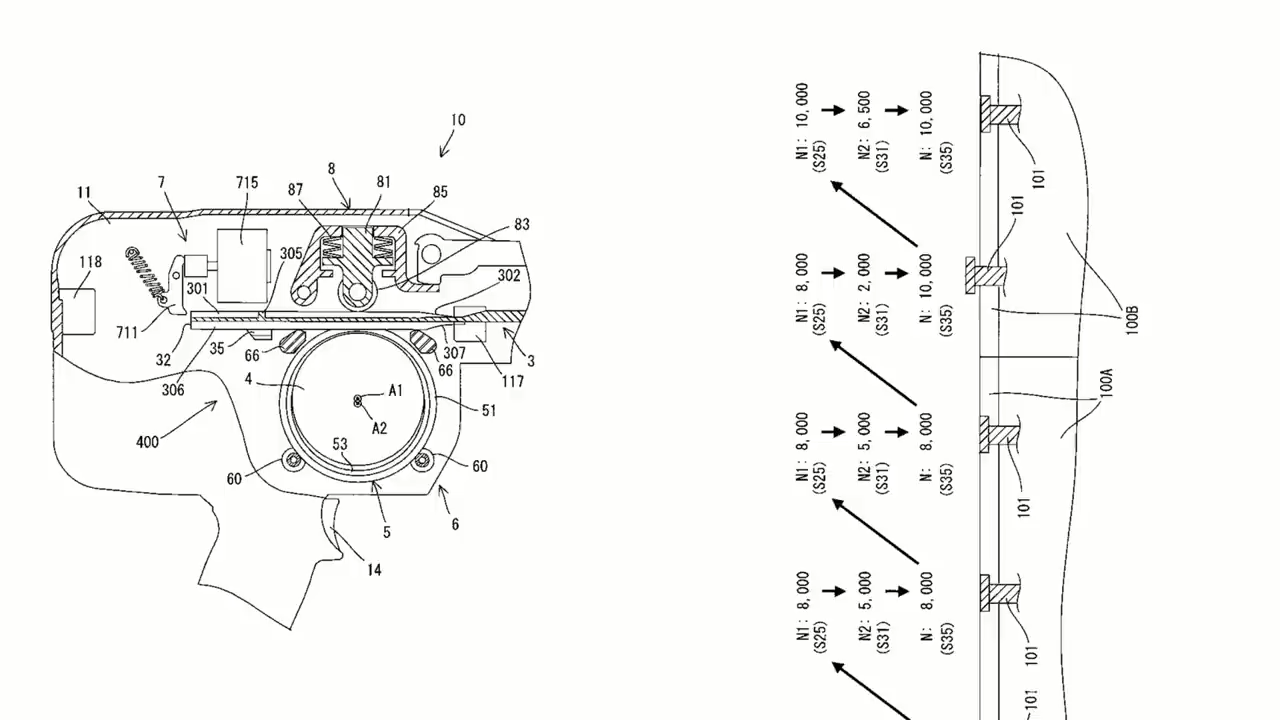 10
8
7
715
87
81
85
11
83
305
302
118
301
711
32
35
66
307
66
3
306
117
4
A1
51
400
A2
53
60
60
5
6
14
N1: 10,000
(S25)
N2: 6,500
(S31)
N: 10,000
(S35)
N1: 8,000
(S25)
N2: 2,000
(S31)
N: 10,000
(S35)
N1: 8,000
(S25)
N2: 5,000
(S31)
N: 8,000
(S35)
N1: 8,000
(S25)
N2: 5,000
(S31)
N: 8,000
(S35)
101
101
100B
100A
101
101
101